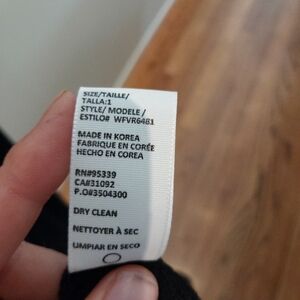 SIZE/TAILLE/
TALLA:1
STYLE/ MODELE /
ESTILO# WFVR6481
MADE IN KOREA
FABRIQUE EN CORÉE
HECHO EN COREA
RN#95339
CA#31092
P.O#3504300
DRY CLEAN
NETTOYER À SEC
LIMPIAR EN SECO